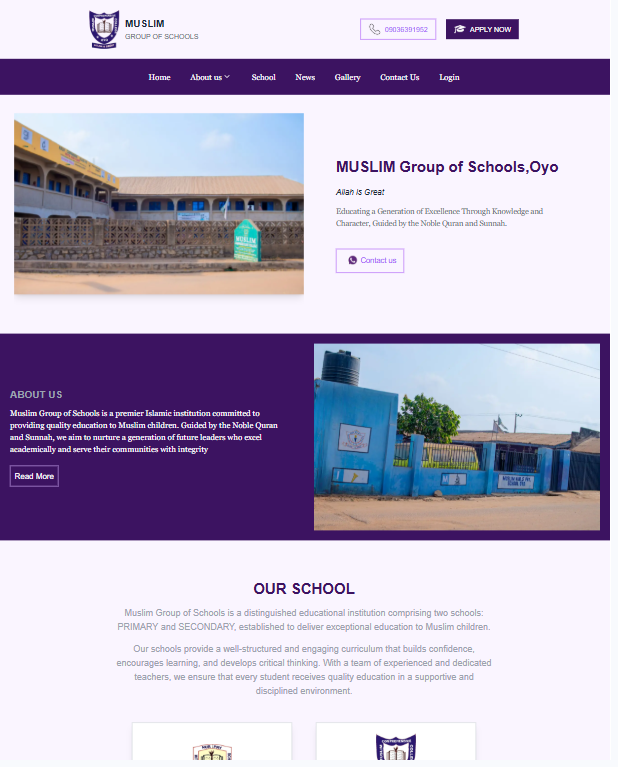 MUSLIM
GROUP OF SCHOOLS
09036391952
APPLY NOW
Home About us School News Gallery Contact Us Login
MUSLIM
MUSLIM Group of Schools,Oyo
Allah is Great
Educating a Generation of Excellence Through Knowledge and
Character, Guided by the Noble Quran and Sunnah.
Contact us
ABOUT US
Muslim Group of Schools is a premier Islamic institution committed to
providing quality education to Muslim children. Guided by the Noble Quran
and Sunnah, we aim to nurture a generation of future leaders who excel
academically and serve their communities with integrity
Read More
OUR SCHOOL
Muslim Group of Schools is a distinguished educational institution comprising two schools:
PRIMARY and SECONDARY, established to deliver exceptional education to Muslim children.
Our schools provide a well-structured and engaging curriculum that builds confidence,
encourages learning, and develops critical thinking. With a team of experienced and dedicated
teachers, we ensure that every student receives quality education in a supportive and
disciplined environment.